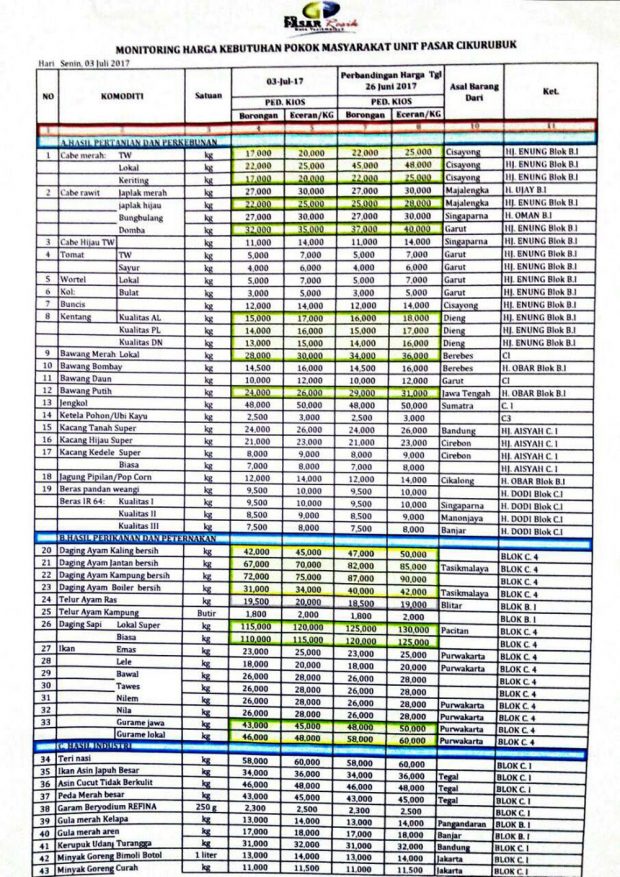 PASAR Resik
Kota Tasikmalaya
MONITORING HARGA KEBUTUHAN POKOK MASYARAKAT UNIT PASAR CIKURUBUK
Hari Senin, 03 Juli 2017
NO KOMODITI Satuan 03-Jul-17 Perbandingan Harga Tgl 26 Juni 2017 Asal Barang Dari Ket.
PED. KIOS PED. KIOS
Borongan Eceran/KG Borongan Eceran/KG
1 2 3 4 5 7 8 10 11
A.HASIL PERTANIAN DAN PERKEBUNAN
1 Cabe merah: TW kg 17,000 20,000 22,000 25,000 Cisayong HJ. ENUNG Blok B.I
Lokal kg 22,000 25,000 45,000 48,000 Cisayong HJ. ENUNG Blok B.I
Keriting kg 17,000 20,000 22,000 25,000 Cisayong HJ. ENUNG Blok B.I
2 Cabe rawit Japlak merah kg 27,000 30,000 27,000 30,000 Majalengka H. UJAY B.I
japlak hijau kg 22,000 25,000 25,000 28,000 Majalengka HJ. ENUNG Blok B.I
Bungbulang kg 27,000 30,000 27,000 30,000 Singaparna H. OMAN B.I
Domba kg 32,000 35,000 37,000 40,000 Garut HJ. ENUNG Blok B.I
3 Cabe Hijau TW kg 11,000 14,000 11,000 14,000 Singaparna HJ. ENUNG Blok B.I
4 Tomat TW kg 5,000 7,000 5,000 7,000 Garut HJ. ENUNG Blok B.I
Sayur kg 4,000 6,000 4,000 6,000 Garut HJ. ENUNG Blok B.I
5 Wortel Lokal kg 5,000 7,000 5,000 7,000 Garut HJ. ENUNG Blok B.I
6 Kol: Bulat kg 3,000 5,000 3,000 5,000 Garut HJ. ENUNG Blok B.I
7 Buncis kg 12,000 14,000 12,000 14,000 Cisayong HJ. ENUNG Blok B.I
8 Kentang Kualitas AL kg 15,000 17,000 16,000 18,000 Dieng HJ. ENUNG Blok B.I
Kualitas PL kg 14,000 16,000 15,000 17,000 Dieng HJ. ENUNG Blok B.I
Kualitas DN kg 13,000 15,000 14,000 16,000 Dieng HJ. ENUNG Blok B.I
9 Bawang Merah Lokal kg 28,000 30,000 34,000 36,000 Berebes CI
10 Bawang Bombay kg 14,500 16,000 14,500 16,000 Berebes H. OBAR Blok B.I
11 Bawang Daun kg 10,000 12,000 10,000 12,000 Garut CI
12 Bawang Putih kg 24,000 26,000 29,000 31,000 Jawa Tengah H. OBAR Blok B.I
13 Jengkol kg 48,000 50,000 48,000 50,000 Sumatra C. I
14 Ketela Pohon/Ubi Kayu kg 2,500 3,000 2,500 3,000 C3
15 Kacang Tanah Super kg 24,000 26,000 24,000 26,000 Bandung HJ. AISYAH C. I
16 Kacang Hijau Super kg 21,000 23,000 21,000 23,000 Cirebon HJ. AISYAH C. I
17 Kacang Kedele Super kg 8,000 9,000 8,000 9,000 Cirebon HJ. AISYAH C. I
Biasa kg 7,000 8,000 7,000 8,000 HJ. AISYAH C. I
18 Jagung Pipilan/Pop Corn kg 12,000 14,000 12,000 14,000 Cikalong H. OBAR Blok B.I
19 Beras pandan weangi kg 9,500 10,000 9,500 10,000 H. DODI Blok C.I
Beras IR 64: Kualitas I kg 9,500 10,000 9,500 10,000 Singaparna H. DODI Blok C.I
Kualitas II kg 8,500 9,000 8,500 9,000 Manonjaya H. DODI Blok C.I
Kualitas III kg 7,500 8,000 7,500 8,000 Banjar H. DODI Blok C.I
B.HASIL PERIKANAN DAN PETERNAKAN
20 Daging Ayam Kaling bersih kg 42,000 45,000 47,000 50,000 BLOK C. 4
21 Daging Ayam Jantan bersih kg 67,000 70,000 82,000 85,000 Tasikmalaya BLOK C. 4
22 Daging Ayam Kampung bersih kg 72,000 75,000 87,000 90,000 BLOK C. 4
23 Daging Ayam Boiler bersih kg 31,000 34,000 40,000 42,000 Tasikmalaya BLOK C. 4
24 Telur Ayam Ras kg 19,500 20,000 18,500 19,000 Blitar BLOK B. I
25 Telur Ayam Kampung Butir 1,800 2,000 1,800 2,000 BLOK B. I
26 Daging Sapi Lokal Super kg 115,000 120,000 125,000 130,000 Pacitan BLOK C. 4
Biasa kg 110,000 115,000 120,000 125,000 BLOK C. 4
27 Ikan Emas kg 23,000 25,000 23,000 25,000 Purwakarta BLOK C. 4
28 Lele kg 18,000 20,000 18,000 20,000 Purwakarta BLOK C. 4
29 Bawal kg 26,000 28,000 26,000 28,000 BLOK C. 4
30 Tawes kg 26,000 28,000 26,000 28,000 BLOK C. 4
31 Nilem kg 26,000 28,000 26,000 28,000 Purwakarta BLOK C. 4
32 Nila kg 26,000 28,000 26,000 28,000 Purwakarta BLOK C. 4
33 Gurame jawa kg 43,000 45,000 48,000 50,000 Purwakarta BLOK C. 4
Gurame lokal kg 46,000 48,000 58,000 60,000 Purwakarta BLOK C. 4
C. HASIL INDUSTRI
34 Teri nasi kg 58,000 60,000 58,000 60,000 BLOK C. I
35 Ikan Asin Japuh Besar kg 34,000 36,000 34,000 36,000 Tegal BLOK C. I
36 Asin Cucut Tidak Berkulit kg 46,000 48,000 46,000 48,000 Tegal BLOK C. I
37 Peda Merah besar kg 43,000 45,000 43,000 45,000 Tegal BLOK C. I
38 Garam Beryodium REFINA 250 g 2,300 2,500 2,300 2,500 BLOK C. I
39 Gula merah Kelapa kg 13,000 14,000 13,000 14,000 Pangandaran BLOK B. I
40 Gula merah aren kg 17,000 18,000 17,000 18,000 Banjar BLOK B. I
41 Kerupuk Udang Turangga kg 31,000 32,000 31,000 32,000 Bandung BLOK C. I
42 Minyak Goreng Bimoli Botol 1 liter 13,000 14,000 13,000 14,000 Jakarta BLOK C. I
43 Minyak Goreng Curah kg 11,000 11,500 11,000 11,500 Jakarta BLOK C. I